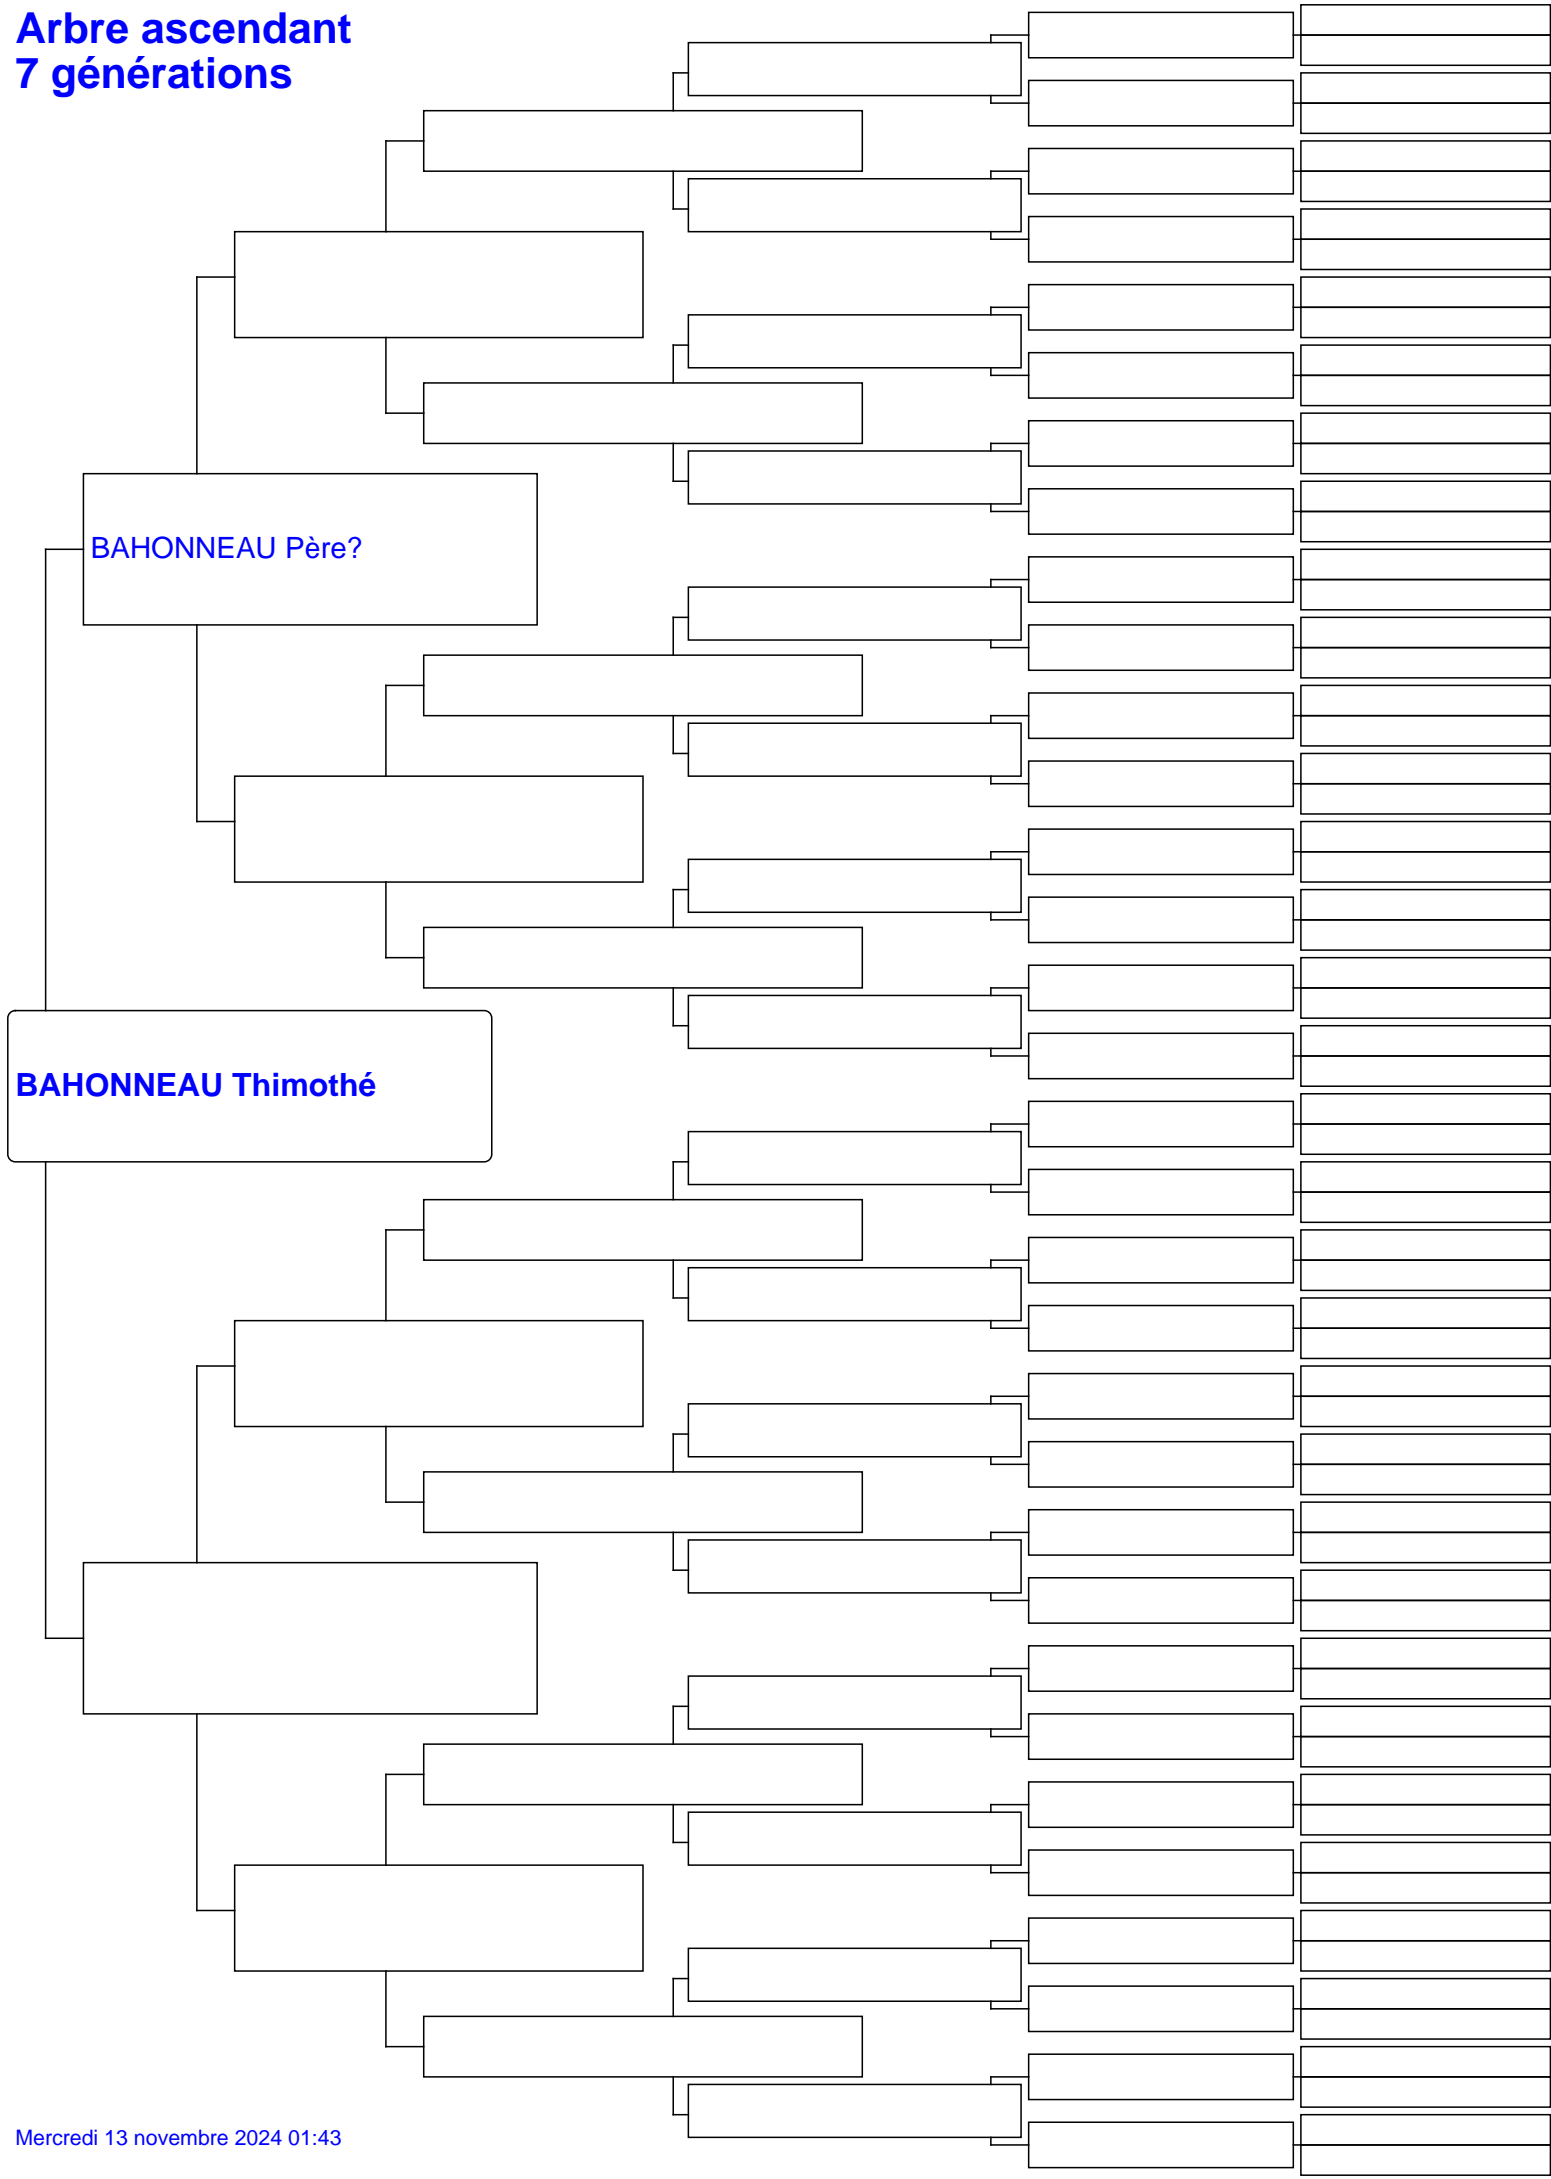 Arbre ascendant
7 générations
BAHONNEAU Père?
BAHONNEAU Thimothé
Mercredi 13 novembre 2024 01:43